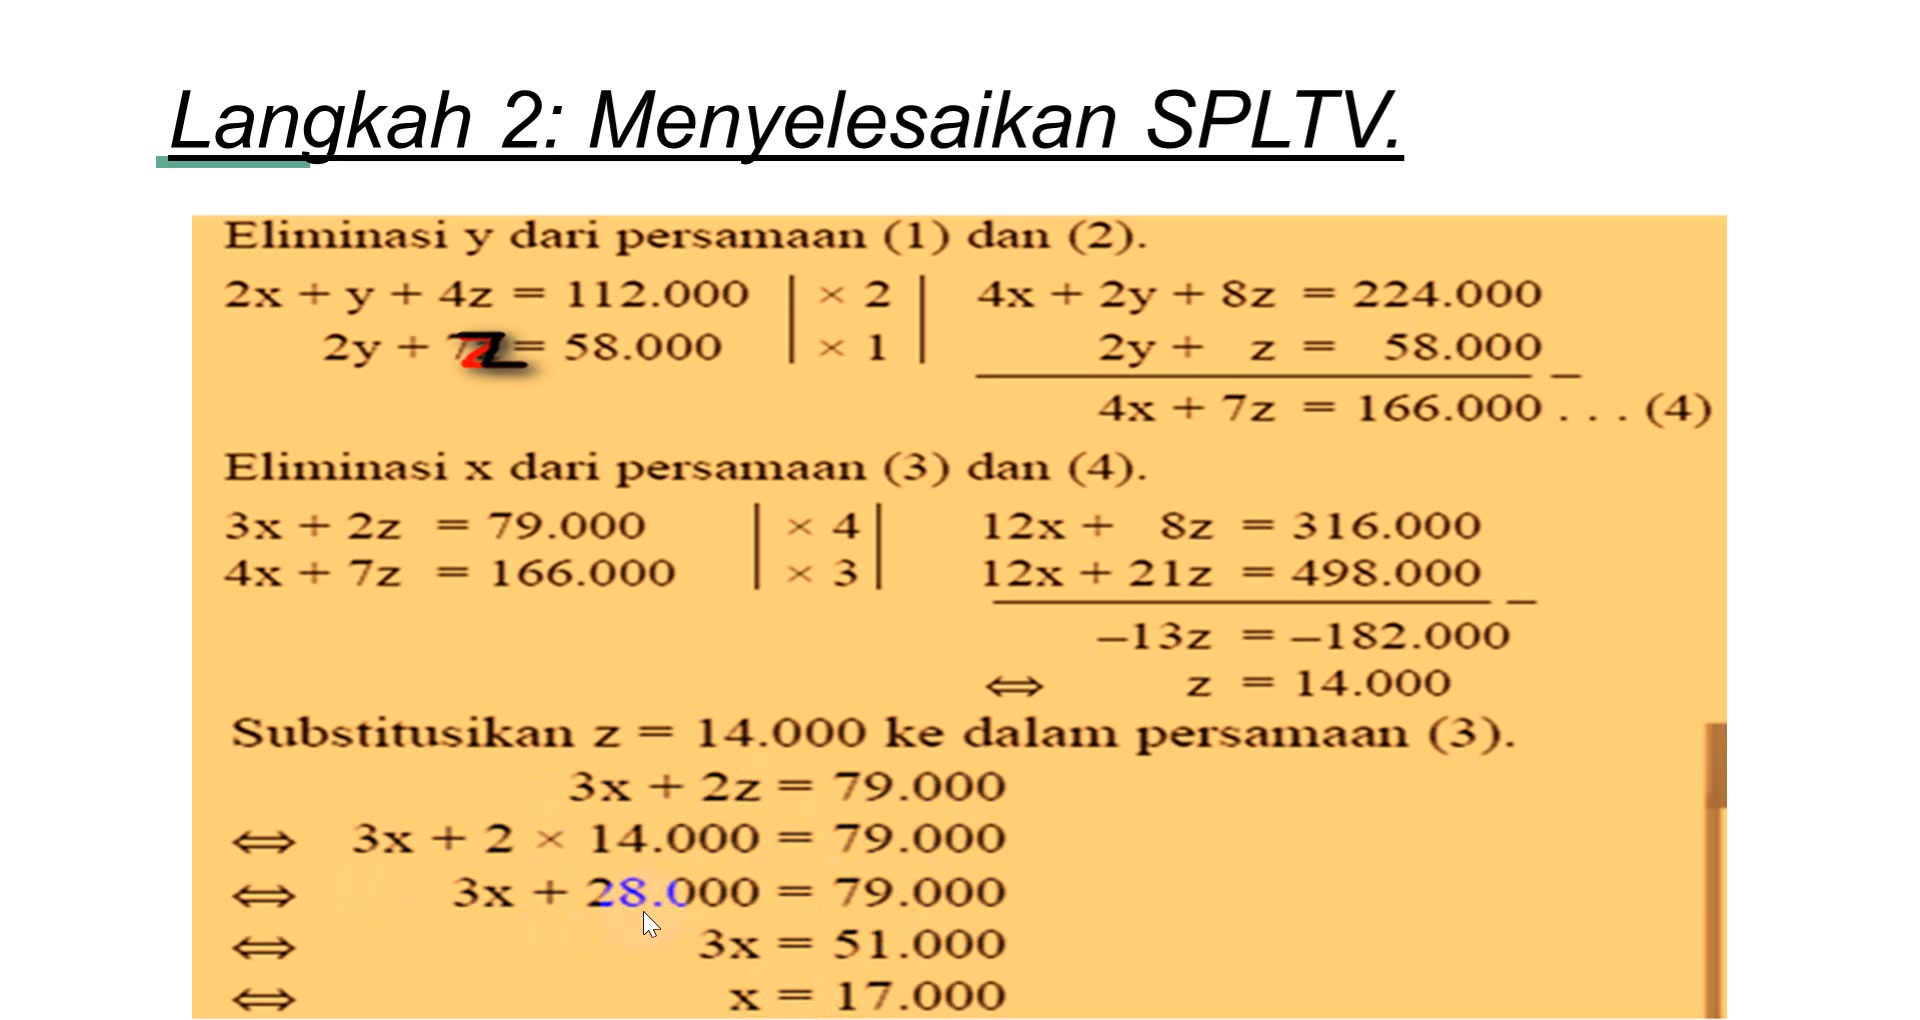 Langkah 2: Menyelesaikan SPLTV.
Eliminasi y dari persamaan (1) dan (2).
2x + y + 4z = 112.000 | × 2 | 4x + 2y + 8z = 224.000
2y + z = 58.000 | × 1 | 2y + z = 58.000
4x + 7z = 166.000 . . . (4)
Eliminasi x dari persamaan (3) dan (4).
3x + 2z = 79.000 | × 4 | 12x + 8z = 316.000
4x + 7z = 166.000 | × 3 | 12x + 21z = 498.000
–13z = –182.000
⇔ z = 14.000
Substitusikan z = 14.000 ke dalam persamaan (3).
3x + 2z = 79.000
⇔ 3x + 2 × 14.000 = 79.000
⇔ 3x + 28.000 = 79.000
⇔ 3x = 51.000
⇔ x = 17.000